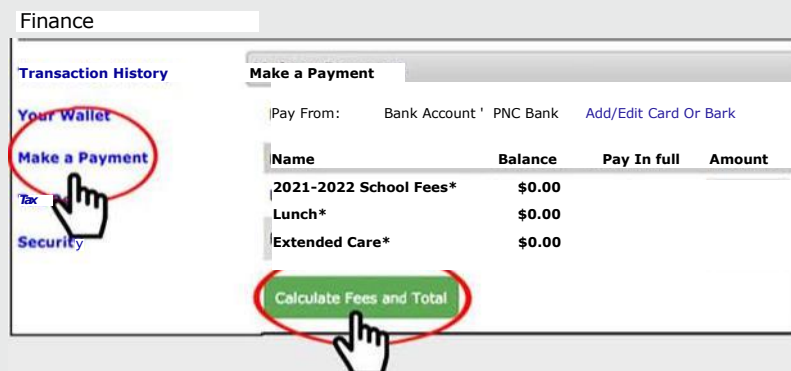 Finance
Transaction History
Make a Payment
Your Wallet
Pay From: Bank Account ' PNC Bank Add/Edit Card Or Bark
Make a Payment
Name Balance Pay In full Amount
2021-2022 School Fees* $0.00
Tax
Lunch* $0.00
Security
Extended Care* $0.00
Calculate Fees and Total